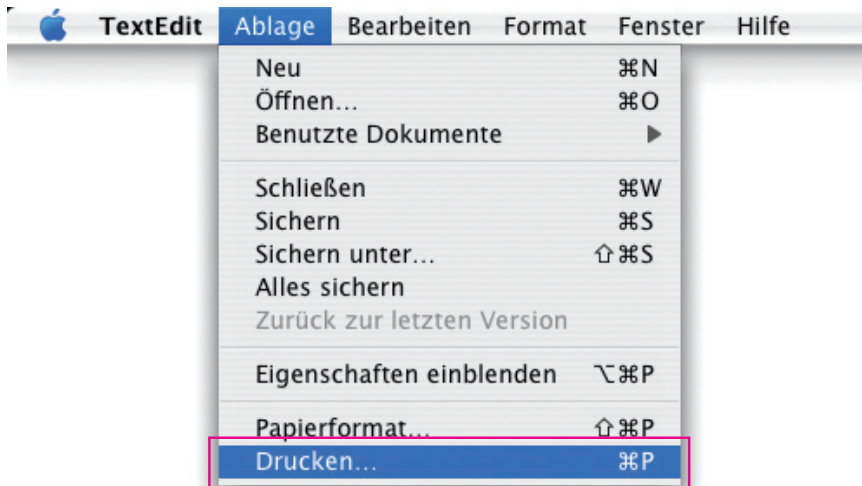 TextEdit Ablage Bearbeiten Format Fenster Hilfe
Neu ⌘N
Öffnen... ⌘O
Benutzte Dokumente
Schließen ⌘W
Sichern ⌘S
Sichern unter... ⇧⌘S
Alles sichern
Zurück zur letzten Version
Eigenschaften einblenden ⌥⌘P
Papierformat... ⇧⌘P
Drucken... ⌘P